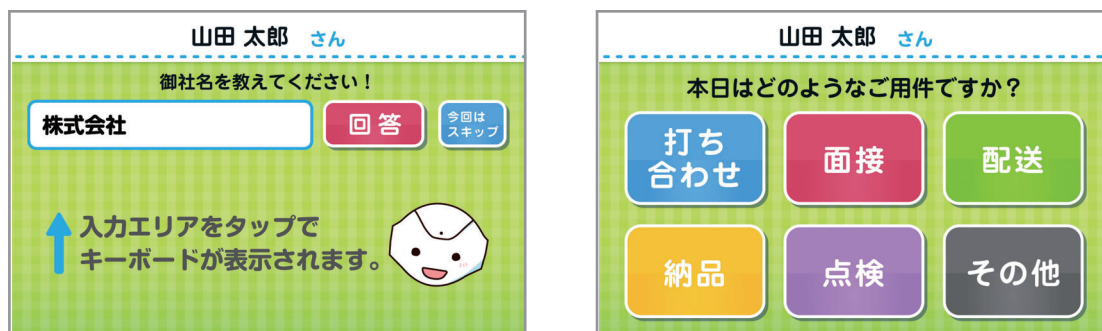 山田 太郎 さん
御社名を教えてください！
株式会社
回答
今回は
スキップ
入力エリアをタップで
キーボードが表示されます。
山田 太郎 さん
本日はどのようなご用件ですか？
打ち
合わせ
面接
配送
納品
点検
その他